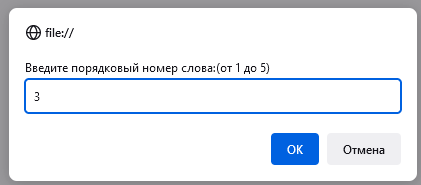 file://
Введите порядковый номер слова:(от 1 до 5)
3
OK
Отмена